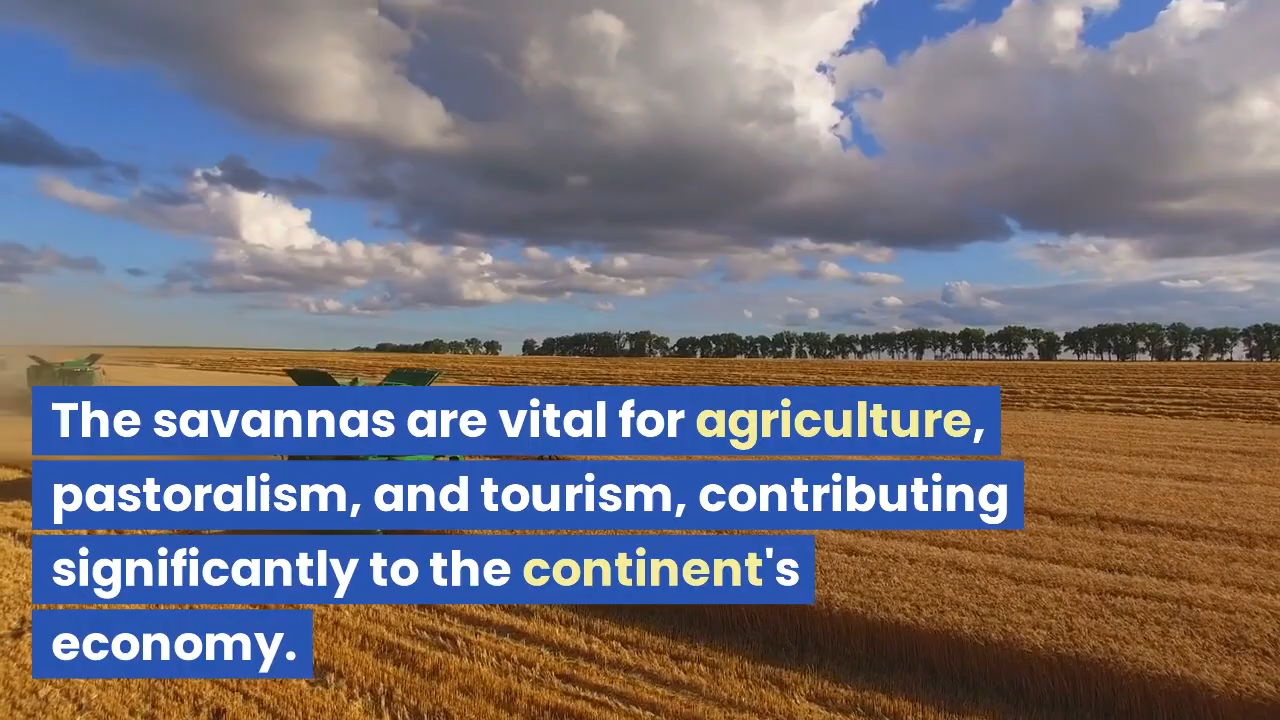 The savannas are vital for agriculture,
pastoralism, and tourism, contributing
significantly to the continent's
economy.